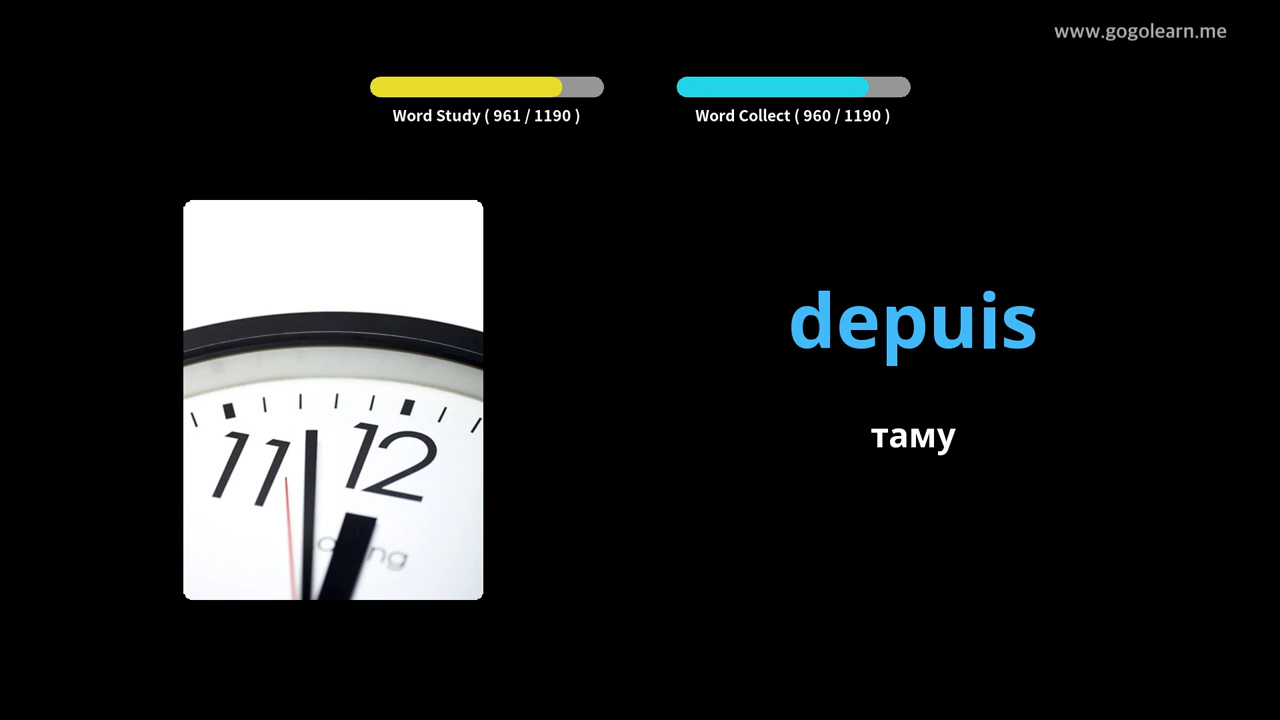 www.gogolearn.me
Word Study ( 961 / 1190 )
Word Collect ( 960 / 1190 )
depuis
таму
11
12